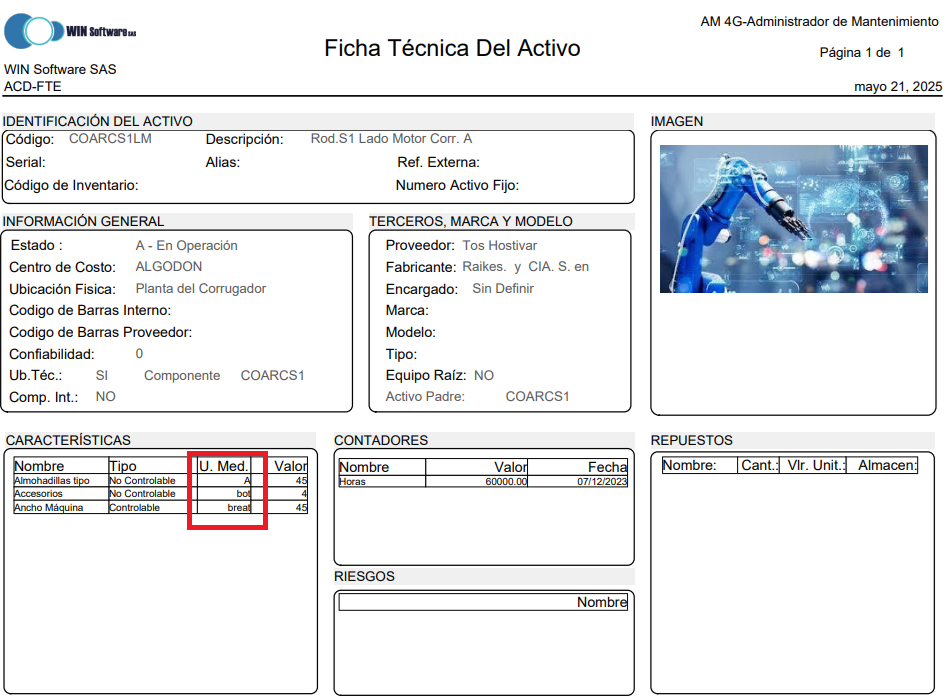 WIN Software SAS
AM 4G-Administrador de Mantenimiento
Ficha Técnica Del Activo
Página 1 de 1
WIN Software SAS
ACD-FTE
mayo 21, 2025
IDENTIFICACIÓN DEL ACTIVO
Código: COARCS1LM Descripción: Rod.S1 Lado Motor Corr. A
Serial: Alias: Ref. Externa:
Código de Inventario: Numero Activo Fijo:
IMAGEN
INFORMACIÓN GENERAL
Estado : A - En Operación
Centro de Costo: ALGODON
Ubicación Fisica: Planta del Corrugador
Codigo de Barras Interno:
Codigo de Barras Proveedor:
Confiabilidad: 0
Ub.Téc.: SI Componente COARCS1
Comp. Int.: NO
TERCEROS, MARCA Y MODELO
Proveedor: Tos Hostivar
Fabricante: Raikes. y CIA. S. en
Encargado: Sin Definir
Marca:
Modelo:
Tipo:
Equipo Raíz: NO
Activo Padre: COARCS1
CARACTERÍSTICAS
Nombre Tipo U. Med. Valor
Almohadillas tipo No Controlable A 45
Accesorios No Controlable bot 4
Ancho Máquina Controlable breat 45
CONTADORES
Nombre Valor Fecha
Horas 60000.00 07/12/2023
RIESGOS
Nombre
REPUESTOS
Nombre: Cant.: Vlr. Unit.: Almacen: